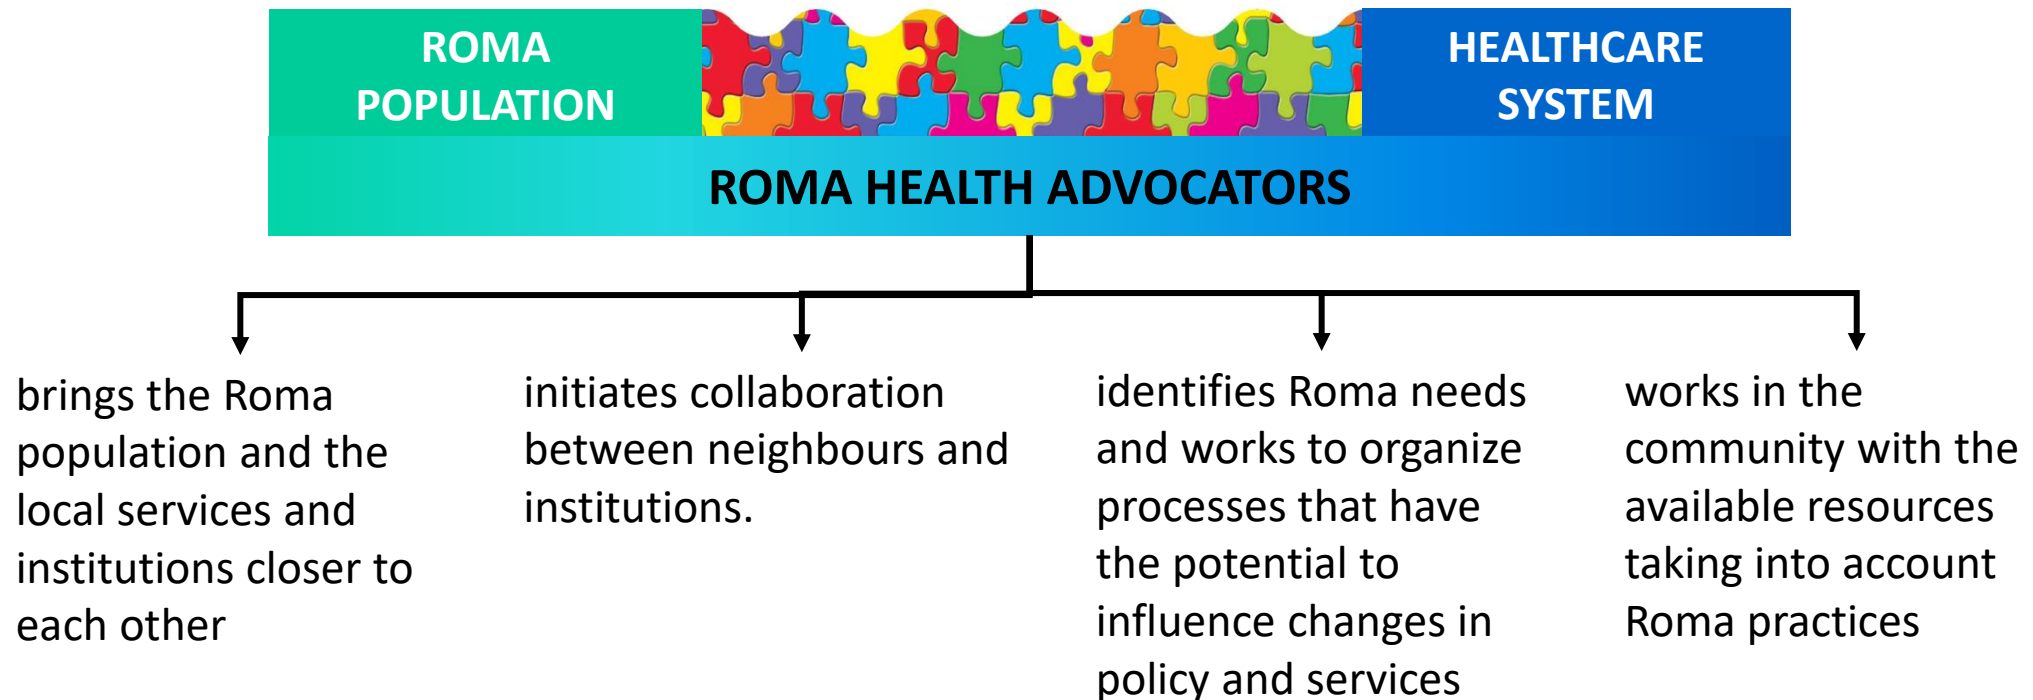 ROMA
POPULATION
HEALTHCARE
SYSTEM
ROMA HEALTH ADVOCATORS
brings the Roma
population and the
local services and
institutions closer to
each other
initiates collaboration
between neighbours and
institutions.
identifies Roma needs
and works to organize
processes that have
the potential to
influence changes in
policy and services
works in the
community with the
available resources
taking into account
Roma practices